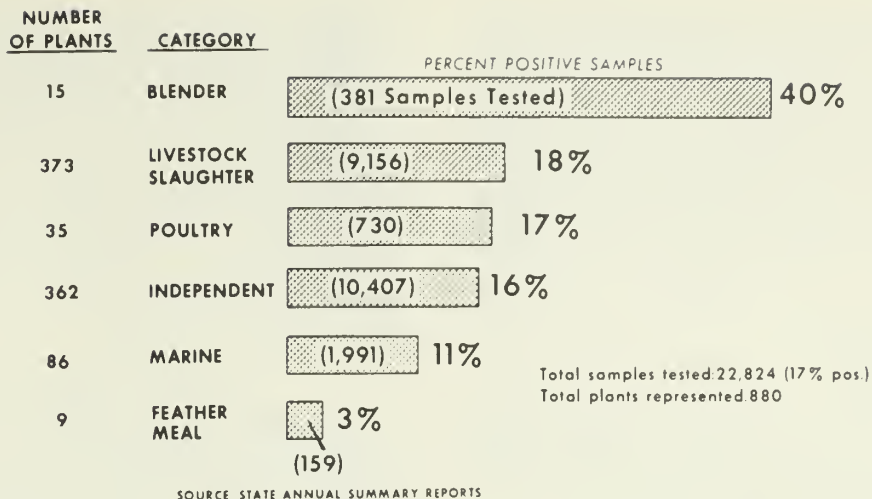 NUMBER
OF PLANTS CATEGORY
PERCENT POSITIVE SAMPLES
15 BLENDER (381 Samples Tested) 40%
373 LIVESTOCK SLAUGHTER (9,156) 18%
35 POULTRY (730) 17%
362 INDEPENDENT (10,407) 16%
86 MARINE (1,991) 11%
Total samples tested:22,824 (17% pos.)
Total plants represented.880
9 FEATHER MEAL 3%
(159)
SOURCE STATE ANNUAL SUMMARY REPORTS